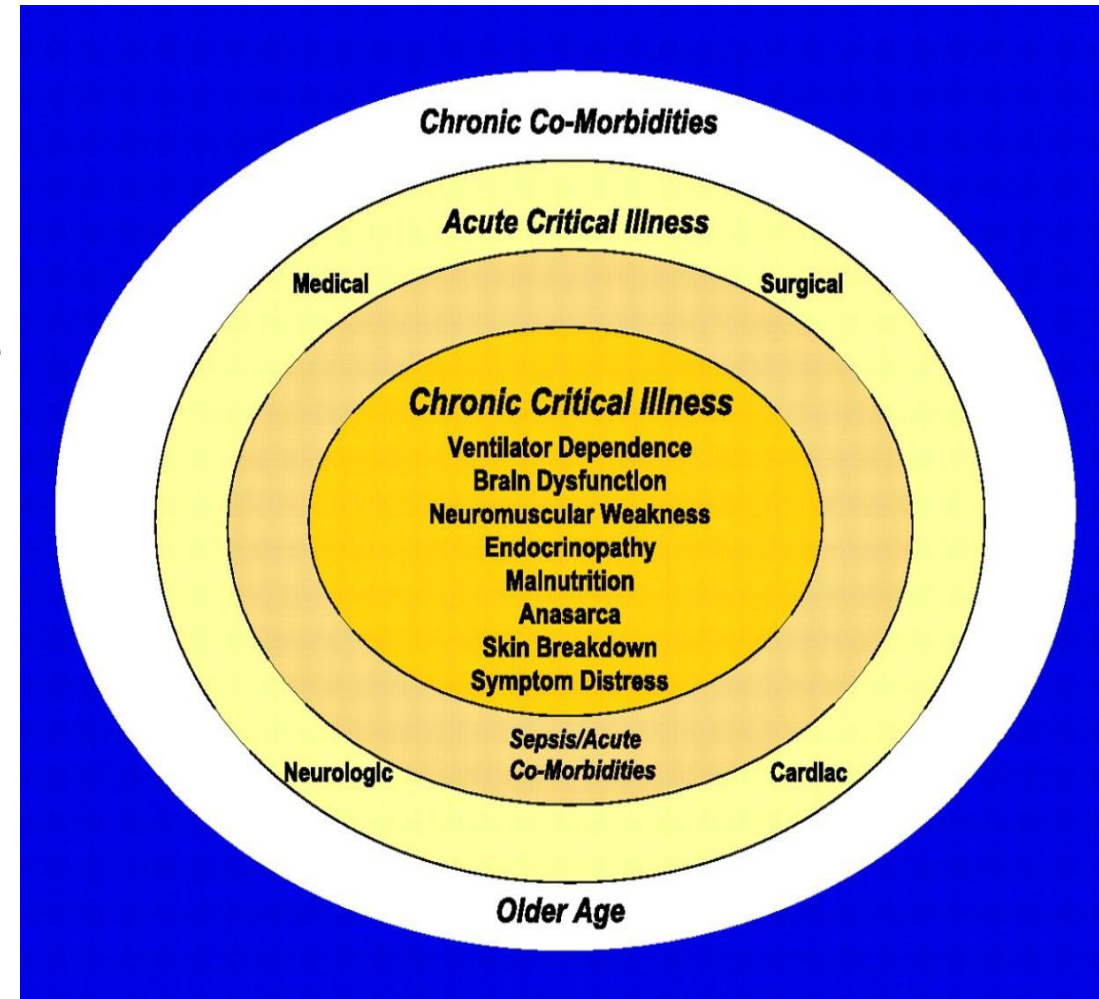 Chronic Co-Morbidities
Acute Critical Illness
Medical
Surgical
Chronic Critical Illness
Ventilator Dependence
Brain Dysfunction
Neuromuscular Weakness
Endocrinopathy
Malnutrition
Anasarca
Skin Breakdown
Symptom Distress
Sepsis/Acute
Co-Morbidities
Neurologic
Cardiac
Older Age